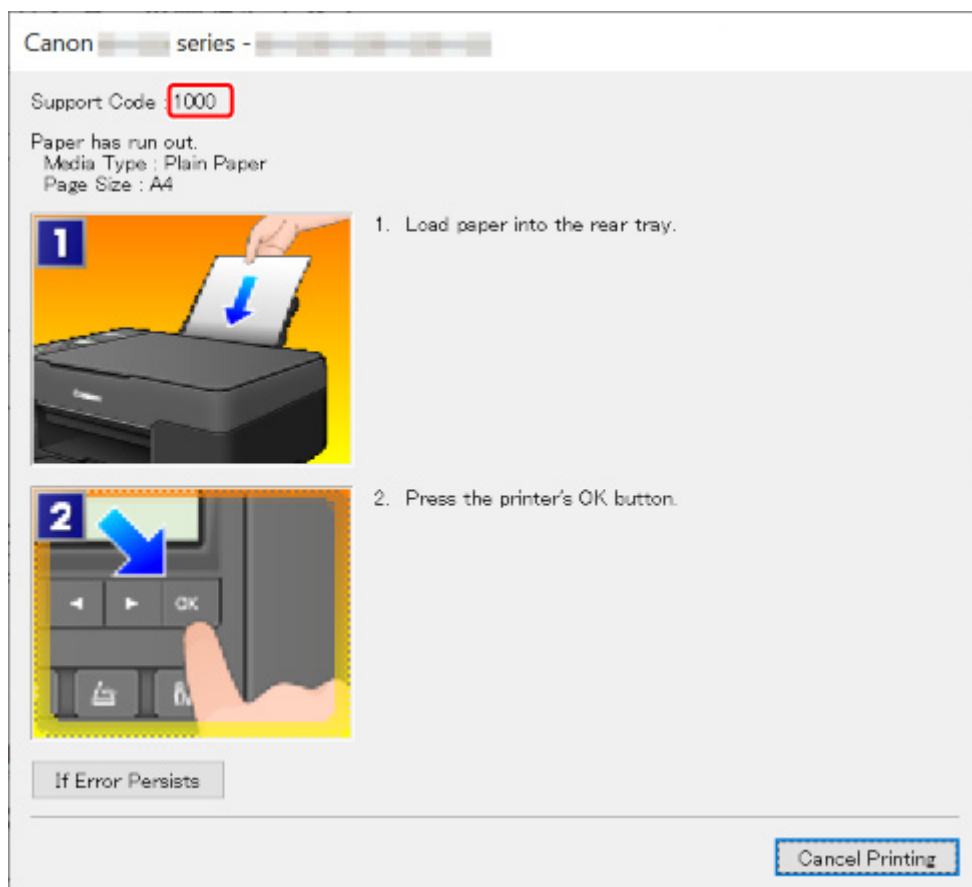 Canon series -
Support Code : 1000
Paper has run out.
Media Type : Plain Paper
Page Size : A4
1
1. Load paper into the rear tray.
2
2. Press the printer's OK button.
OK
If Error Persists
Cancel Printing